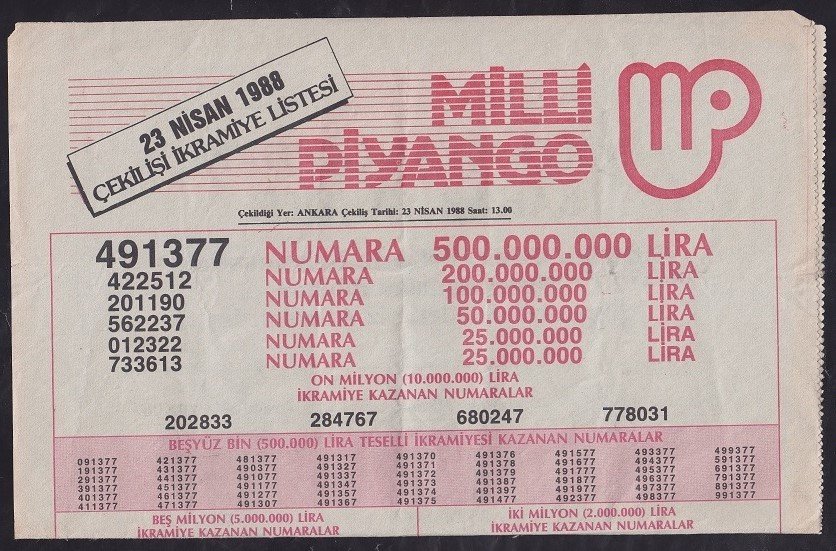 23 NİSAN 1988
ÇEKİLİŞİ İKRAMİYE LİSTESİ
MİLLİ
PİYANGO
Çekildiği Yer: ANKARA Çekiliş Tarihi: 23 NİSAN 1988 Saat: 13.00
491377 NUMARA 500.000.000 LİRA
422512 NUMARA 200.000.000 LİRA
201190 NUMARA 100.000.000 LİRA
562237 NUMARA 50.000.000 LİRA
012322 NUMARA 25.000.000 LİRA
733613 NUMARA 25.000.000 LİRA
ON MİLYON (10.000.000) LİRA
İKRAMİYE KAZANAN NUMARALAR
202833 284767 680247 778031
BEŞYÜZ BİN (500.000) LİRA TESELLİ İKRAMİYESİ KAZANAN NUMARALAR
091377 421377 481377 491317 491370 491376 491577 493377 499377
191377 431377 490377 491327 491371 491378 491677 494377 591377
291377 441377 491077 491337 491372 491379 491777 495377 691377
391377 451377 491177 491347 491373 491387 491877 496377 791377
401377 461377 491277 491357 491374 491397 491977 497377 891377
411377 471377 491307 491367 491375 491477 492377 498377 991377
BEŞ MİLYON (5.000.000) LİRA
İKRAMİYE KAZANAN NUMARALAR
İKİ MİLYON (2.000.000) LİRA
İKRAMİYE KAZANAN NUMARALAR